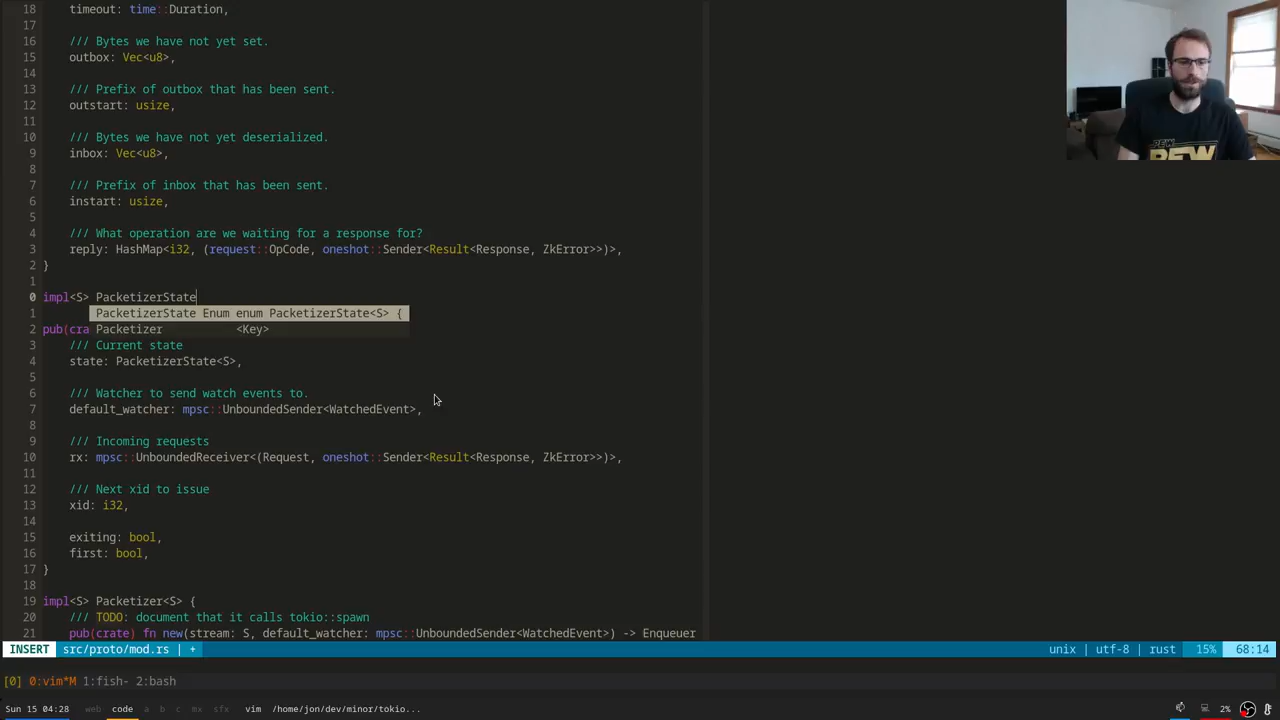 18     timeout: time::Duration,
17
16     /// Bytes we have not yet set.
15     outbox: Vec<u8>,
14
13     /// Prefix of outbox that has been sent.
12     outstart: usize,
11
10     /// Bytes we have not yet deserialized.
9     inbox: Vec<u8>,
8
7     /// Prefix of inbox that has been sent.
6     instart: usize,
5
4     /// What operation are we waiting for a response for?
3     reply: HashMap<i32, (request::OpCode, oneshot::Sender<Result<Response, ZkError>>)>,
2 }
1
0 impl<S> PacketizerState
1 PacketizerState Enum enum PacketizerState<S> {
2 pub(cra Packetizer <Key>
3     /// Current state
4     state: PacketizerState<S>,
5
6     /// Watcher to send watch events to.
7     default_watcher: mpsc::UnboundedSender<WatchedEvent>,
8
9     /// Incoming requests
10     rx: mpsc::UnboundedReceiver<(Request, oneshot::Sender<Result<Response, ZkError>>)>,
11
12     /// Next xid to issue
13     xid: i32,
14
15     exiting: bool,
16     first: bool,
17 }
18
19 impl<S> Packetizer<S> {
20     /// TODO: document that it calls tokio::spawn
21     pub(crate) fn new(stream: S, default_watcher: mpsc::UnboundedSender<WatchedEvent>) -> Enqueuer
INSERT src/proto/mod.rs | + unix | utf-8 | rust 15% 68:14
[0] 0:vim*M 1:fish- 2:bash
Sun 15 04:28 web code a b c mx sfx vim /home/jon/dev/minor/tokio... 2%
PEW
PEW